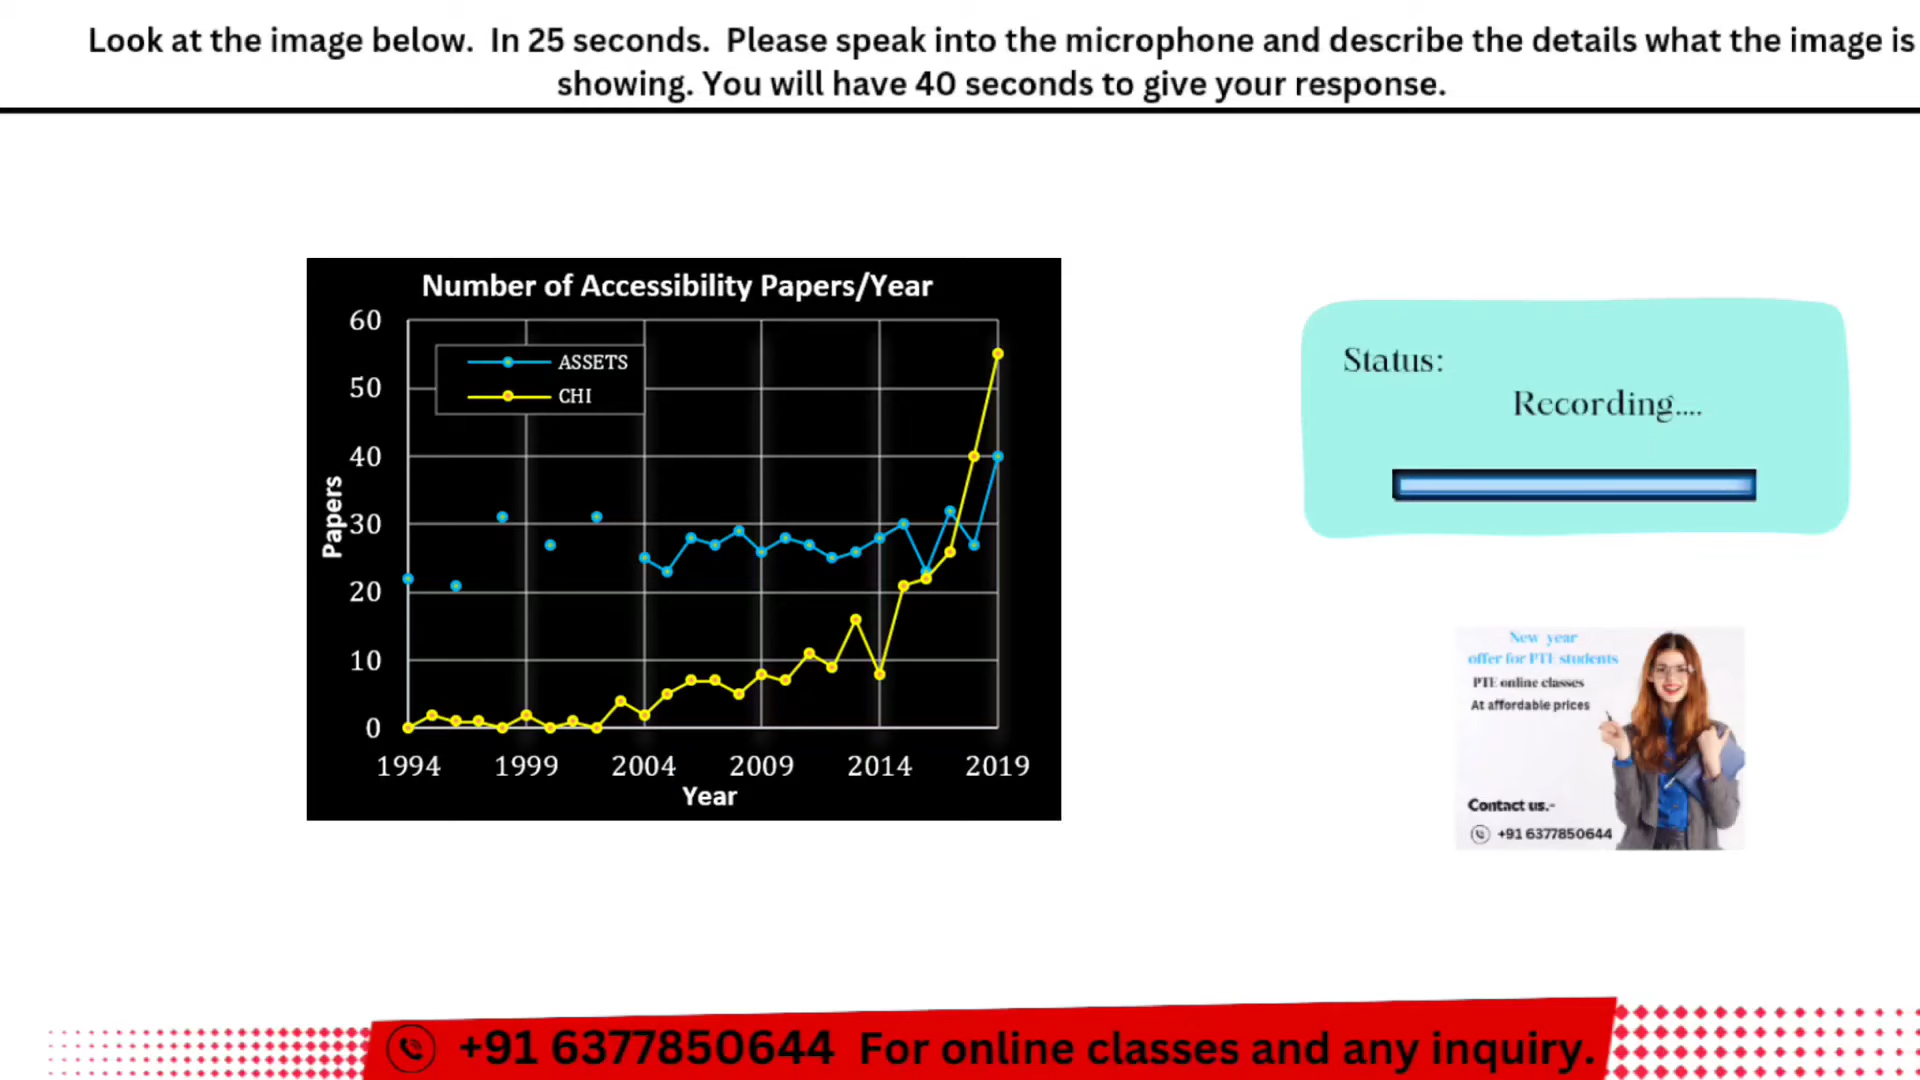 Look at the image below.  In 25 seconds.  Please speak into the microphone and describe the details what the image is
showing. You will have 40 seconds to give your response.
Number of Accessibility Papers/Year
60
50
40
30
20
10
0
Papers
ASSETS
CHI
1994 1999 2004 2009 2014 2019
Year
Status:
Recording....
New year
offer for PTE students
PTE online classes
At affordable prices
Contact us.-
+91 6377850644
+91 6377850644 For online classes and any inquiry.